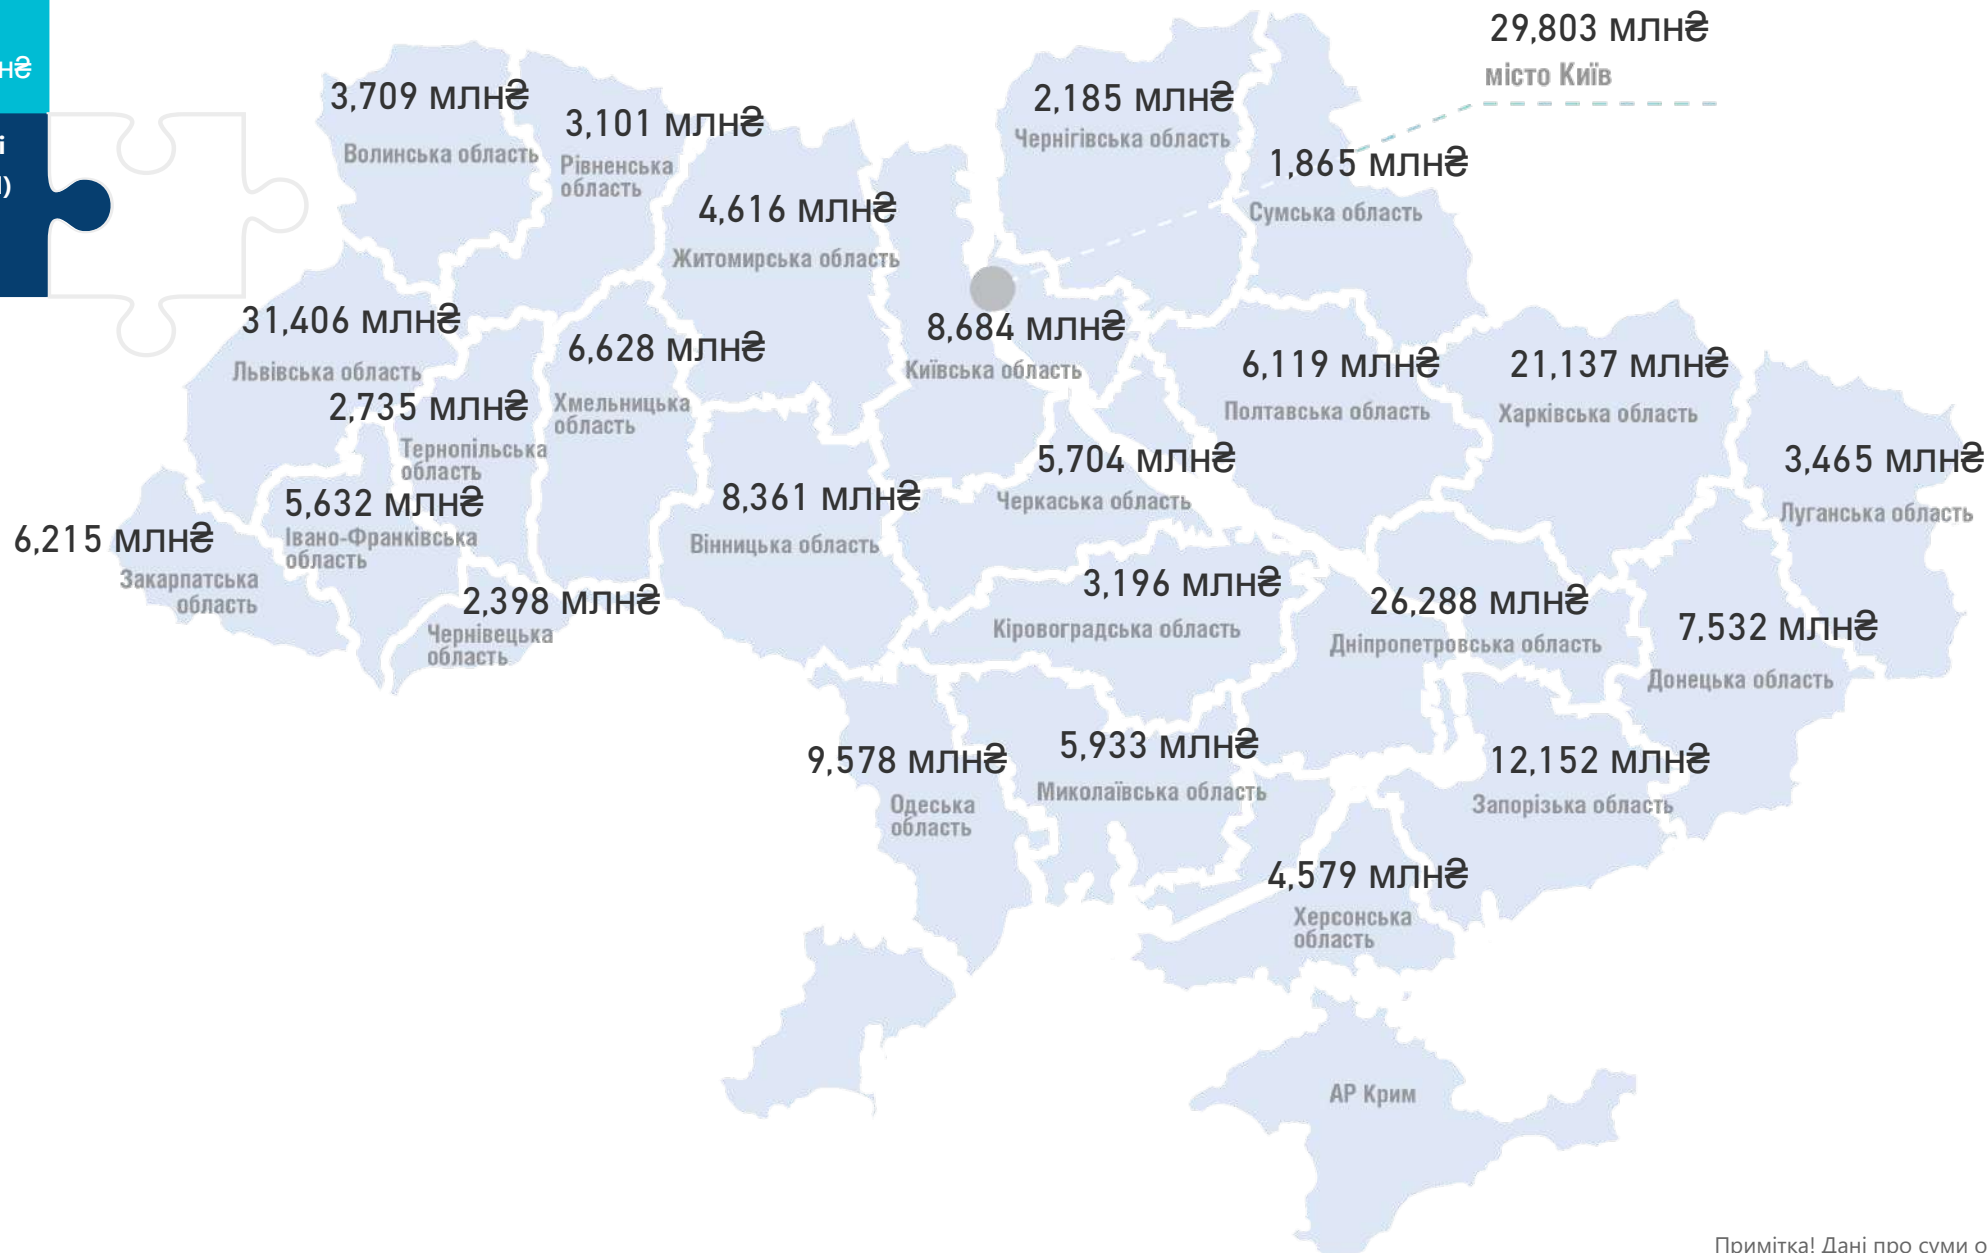 н₴
і
)
29,803 млн₴
місто Київ
3,709 млн₴
Волинська область
3,101 млн₴
Рівненська
область
2,185 млн₴
Чернігівська область
1,865 млн₴
Сумська область
4,616 млн₴
Житомирська область
31,406 млн₴
Львівська область
6,628 млн₴
Хмельницька
область
8,684 млн₴
Київська область
6,119 млн₴
Полтавська область
21,137 млн₴
Харківська область
2,735 млн₴
Тернопільська
область
5,704 млн₴
Черкаська область
3,465 млн₴
Луганська область
5,632 млн₴
Івано-Франківська
область
8,361 млн₴
Вінницька область
6,215 млн₴
Закарпатська
область
2,398 млн₴
Чернівецька
область
3,196 млн₴
Кіровоградська область
26,288 млн₴
Дніпропетровська область
7,532 млн₴
Донецька область
9,578 млн₴
Одеська
область
5,933 млн₴
Миколаївська область
12,152 млн₴
Запорізька область
4,579 млн₴
Херсонська
область
АР Крим
Примітка! Дані про суми о